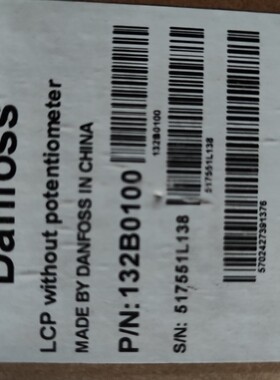 Danfoss
LCP without potentiometer
MADE BY DANFOSS IN CHINA
P/N: 132B0100
132B0100
S/N: 517551L138
517551L138
5702427391376